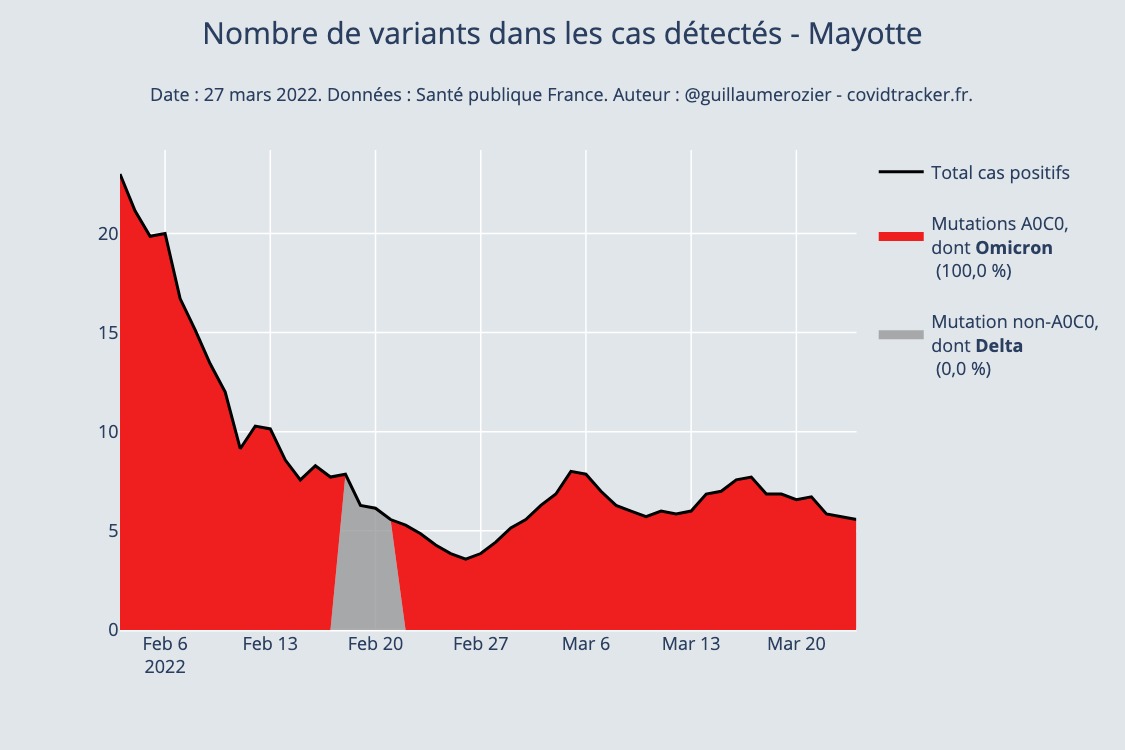 Nombre de variants dans les cas détectés - Mayotte
Date : 27 mars 2022. Données : Santé publique France. Auteur : @guillaumerozier - covidtracker.fr.
Total cas positifs
Mutations A0C0,
dont Omicron
(100,0 %)
Mutation non-A0C0,
dont Delta
(0,0 %)
20
15
10
5
0
Feb 6 Feb 13 Feb 20 Feb 27 Mar 6 Mar 13 Mar 20
2022